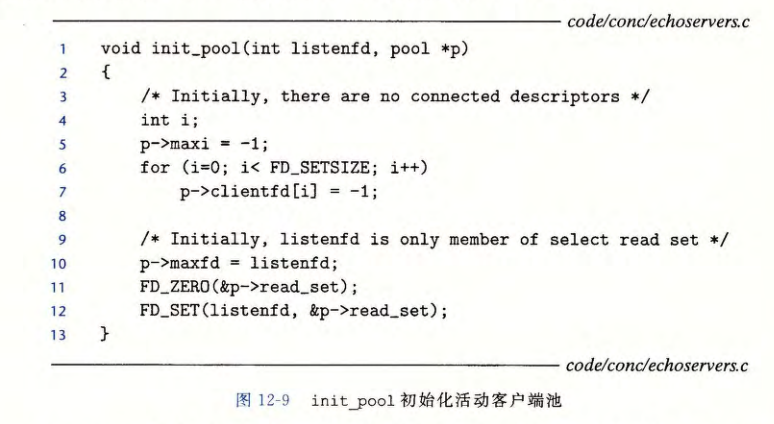 code/conc/echoservers.c
1 void init_pool(int listenfd, pool *p)
2 {
3     /* Initially, there are no connected descriptors */
4     int i;
5     p->maxi = -1;
6     for (i=0; i< FD_SETSIZE; i++)
7         p->clientfd[i] = -1;
8
9     /* Initially, listenfd is only member of select read set */
10     p->maxfd = listenfd;
11     FD_ZERO(&p->read_set);
12     FD_SET(listenfd, &p->read_set);
13 }
code/conc/echoservers.c
图 12-9 init_pool 初始化活动客户端池